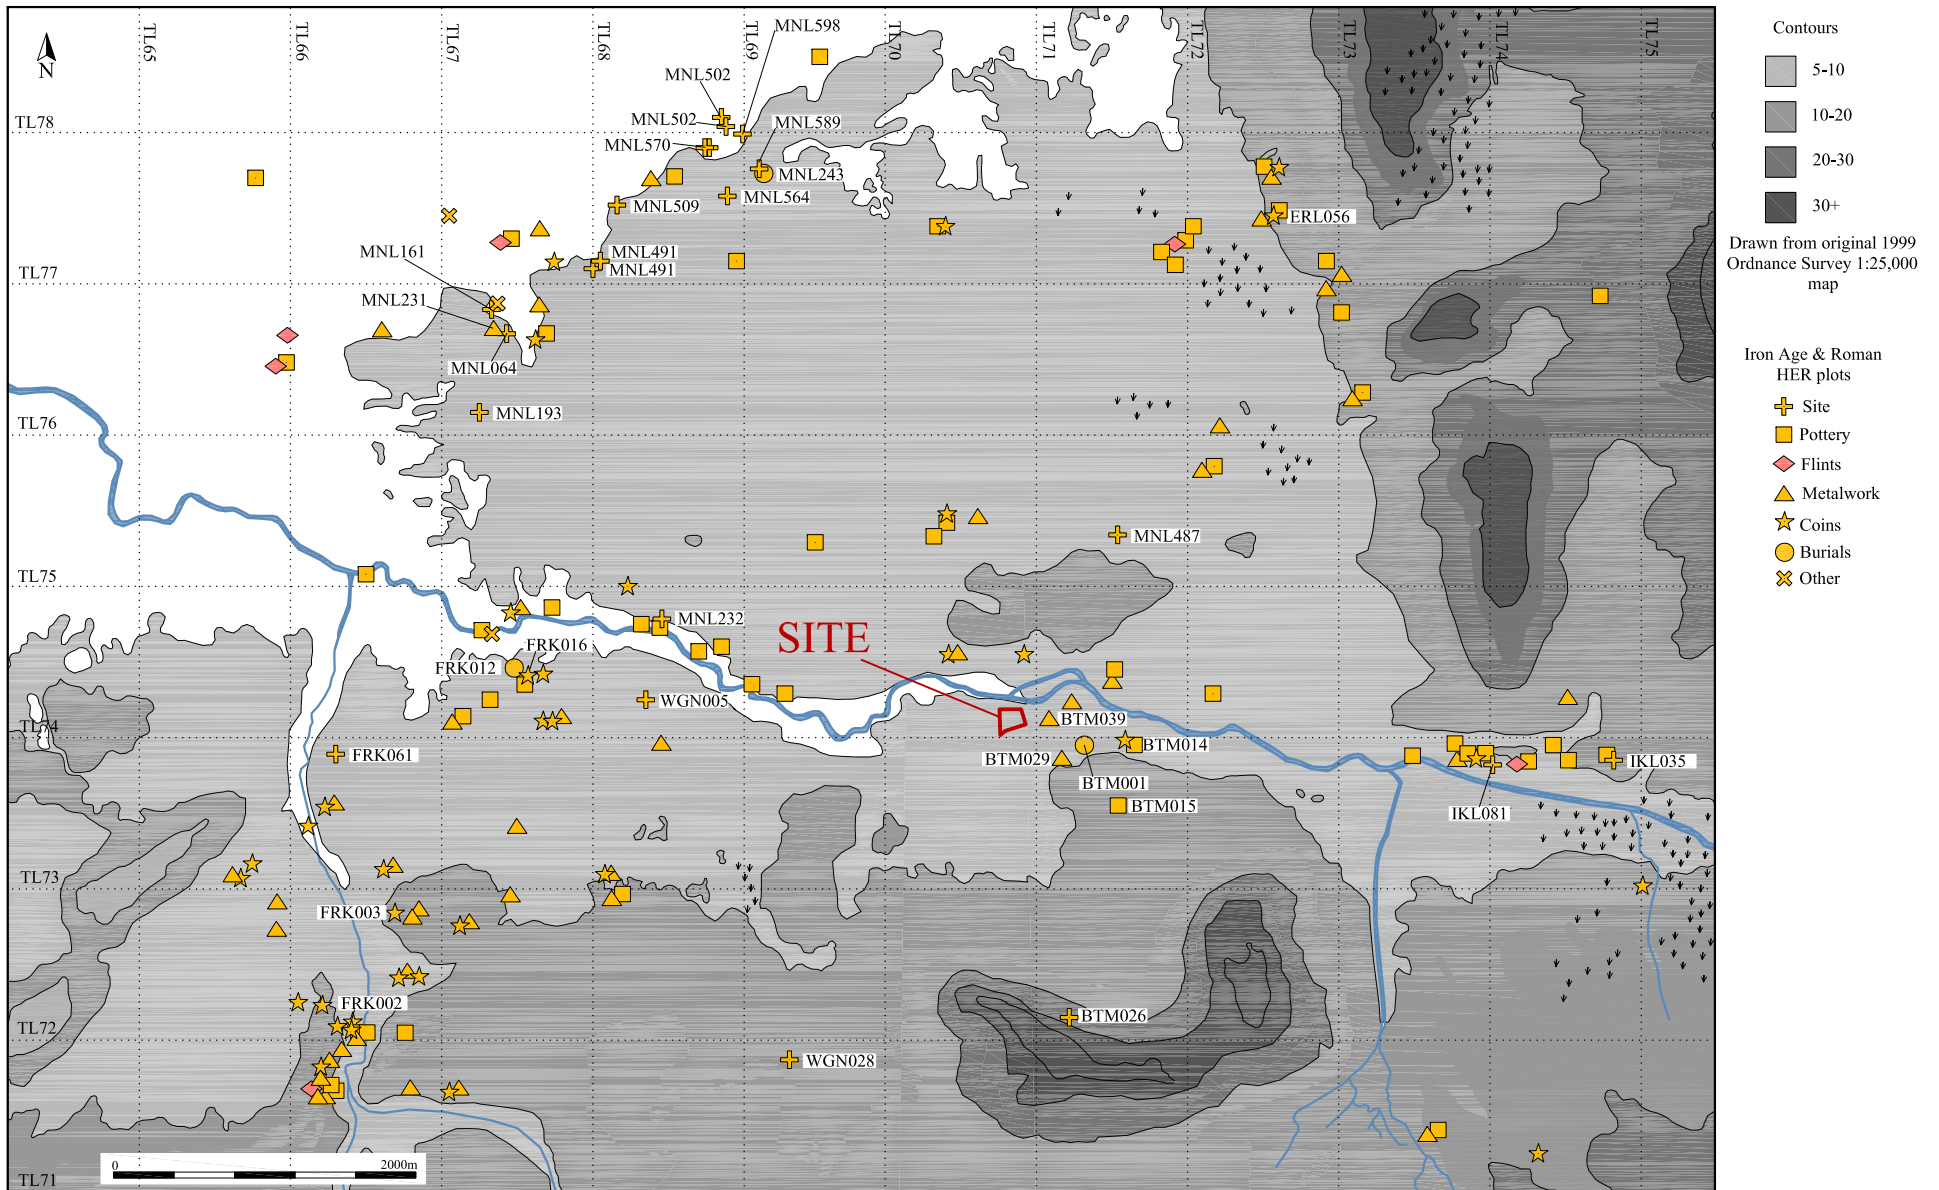 TL65
TL66
TL67
TL68
TL69
TL70
TL71
TL72
TL73
TL74
TL75
N
MNL598
MNL502
MNL502
MNL589
TL78
MNL570
MNL243
MNL564
MNL509
ERL056
MNL161
MNL491
MNL491
TL77
MNL231
MNL064
MNL193
TL76
MNL487
TL75
MNL232
SITE
FRK016
FRK012
WGN005
BTM039
TL74
BTM014
FRK061
BTM029
IKL035
BTM001
BTM015
IKL081
TL73
FRK003
FRK002
BTM026
TL72
WGN028
0
2000m
TL71
Contours
5-10
10-20
20-30
30+
Drawn from original 1999
Ordnance Survey 1:25,000
map
Iron Age & Roman
HER plots
Site
Pottery
Flints
Metalwork
Coins
Burials
Other